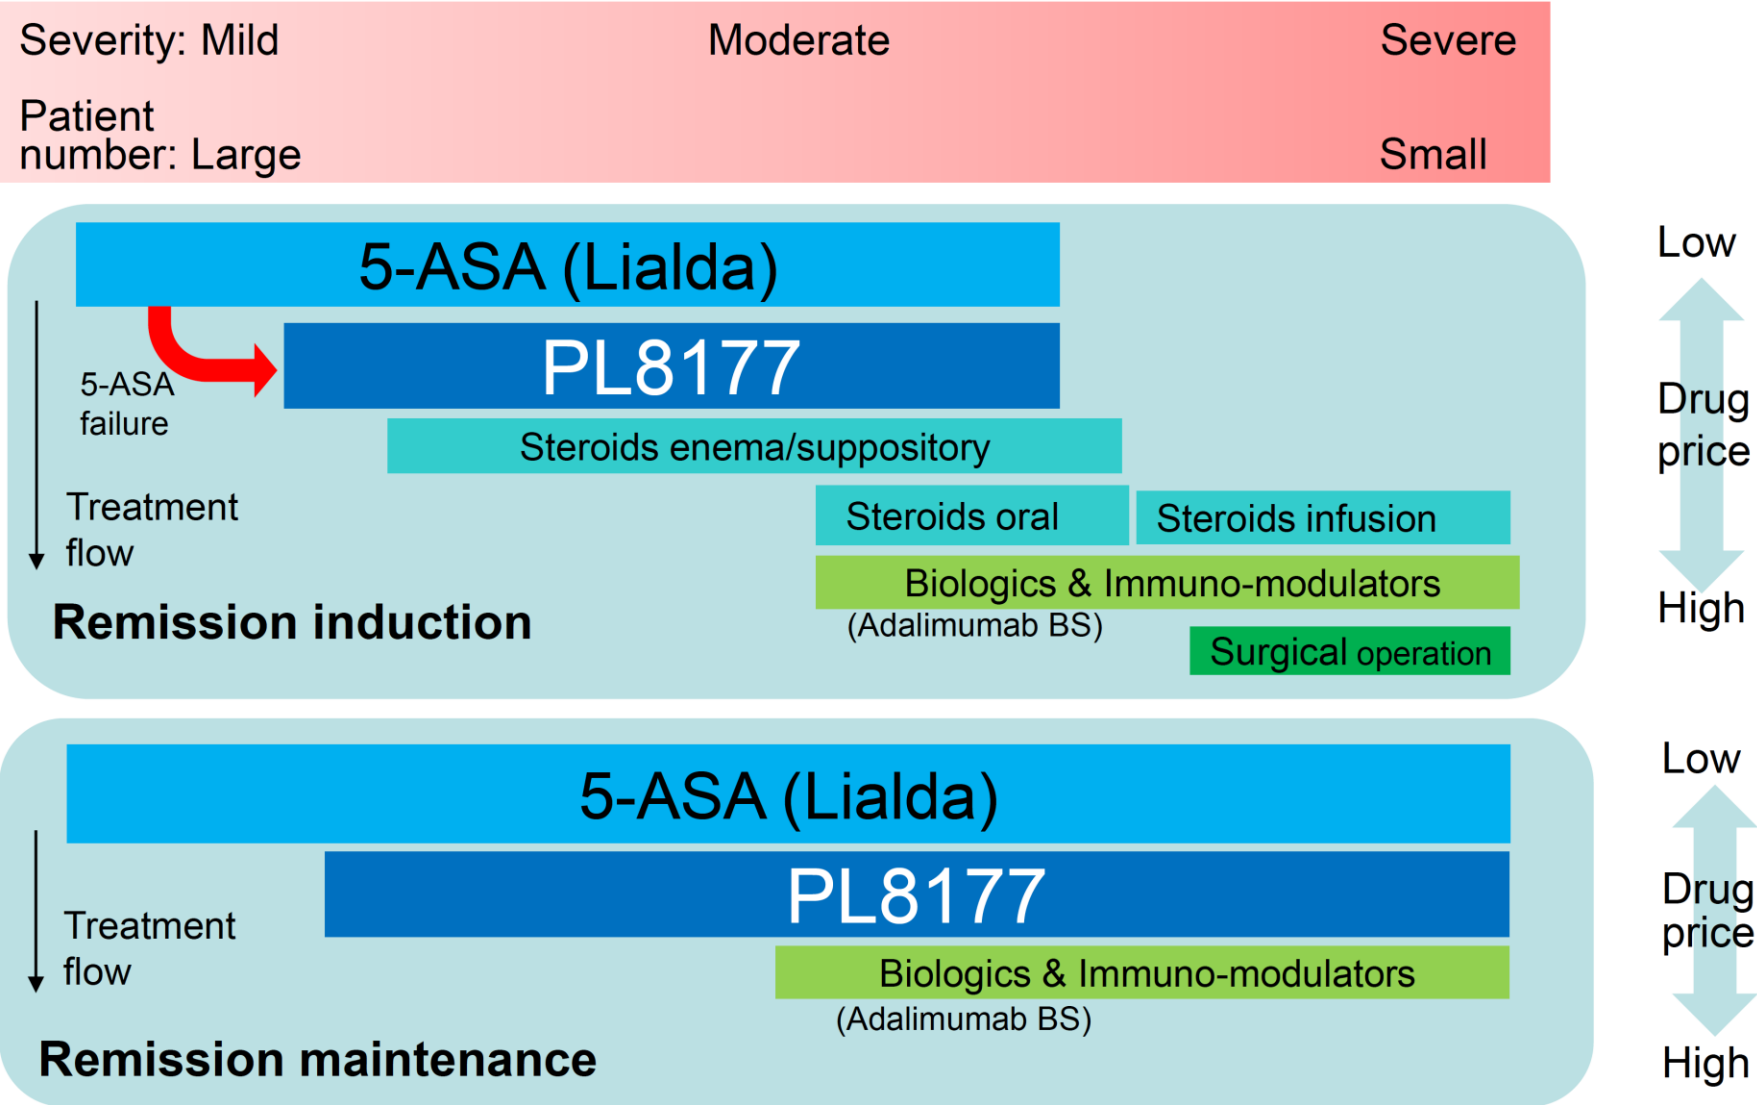 Severity: Mild
Moderate
Severe
Patient
number: Large
Small
5-ASA (Lialda)
PL8177
5-ASA
failure
Steroids enema/suppository
Treatment
flow
Steroids oral
Steroids infusion
Biologics & Immuno-modulators
(Adalimumab BS)
Remission induction
Surgical operation
Low
Drug
price
High
5-ASA (Lialda)
PL8177
Treatment
flow
Biologics & Immuno-modulators
(Adalimumab BS)
Remission maintenance
Low
Drug
price
High